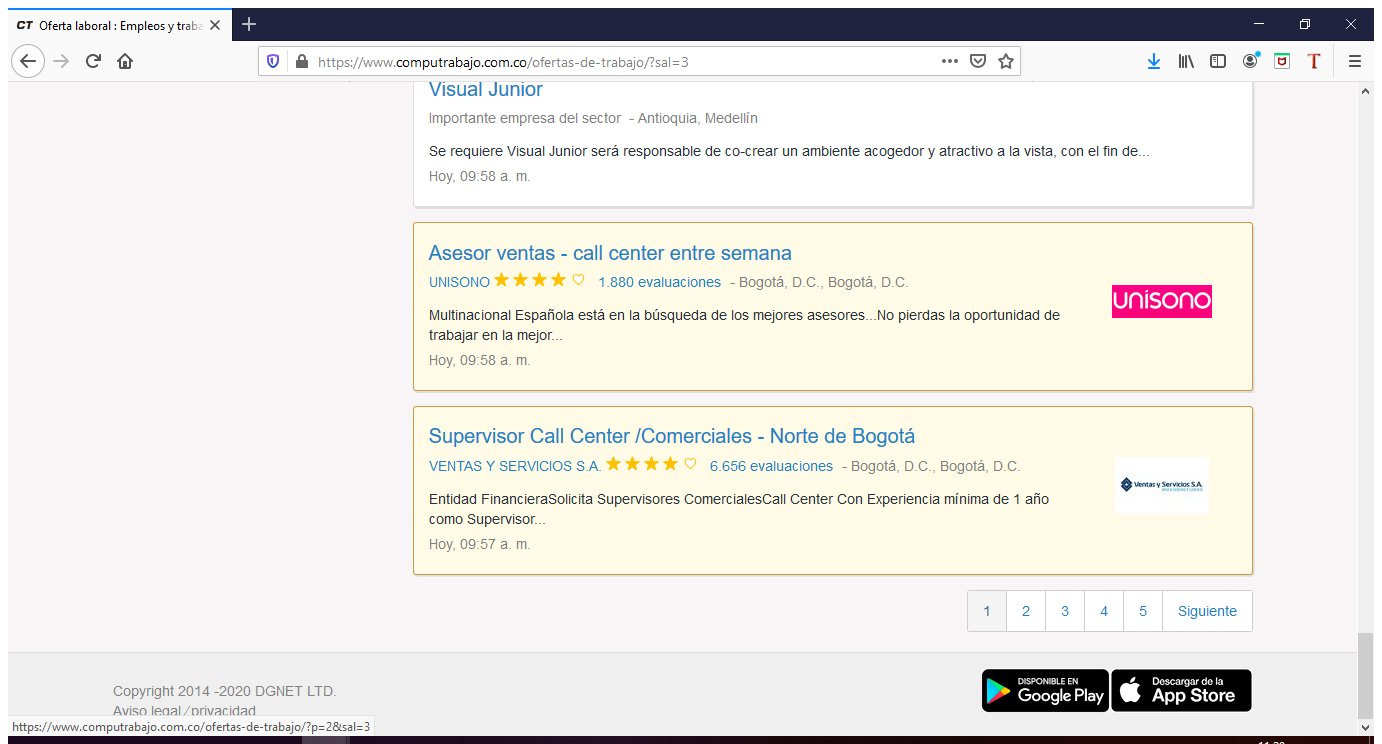 CT Oferta laboral : Empleos y traba
https://www.computrabajo.com.co/ofertas-de-trabajo/?sal=3
Visual Junior
Importante empresa del sector - Antioquia, Medellín
Se requiere Visual Junior será responsable de co-crear un ambiente acogedor y atractivo a la vista, con el fin de...
Hoy, 09:58 a. m.
Asesor ventas - call center entre semana
UNISONO 1.880 evaluaciones - Bogotá, D.C., Bogotá, D.C.
unísono
Multinacional Española está en la búsqueda de los mejores asesores...No pierdas la oportunidad de
trabajar en la mejor...
Hoy, 09:58 a. m.
Supervisor Call Center /Comerciales - Norte de Bogotá
VENTAS Y SERVICIOS S.A. 6.656 evaluaciones - Bogotá, D.C., Bogotá, D.C.
Ventas y Servicios S.A.
Entidad FinancieraSolicita Supervisores ComercialesCall Center Con Experiencia mínima de 1 año
como Supervisor...
Hoy, 09:57 a. m.
1 2 3 4 5 Siguiente
Copyright 2014 -2020 DGNET LTD.
Aviso legal/privacidad
DISPONIBLE EN
Google Play
Descargar de la
App Store
https://www.computrabajo.com.co/ofertas-de-trabajo/?p=2&sal=3